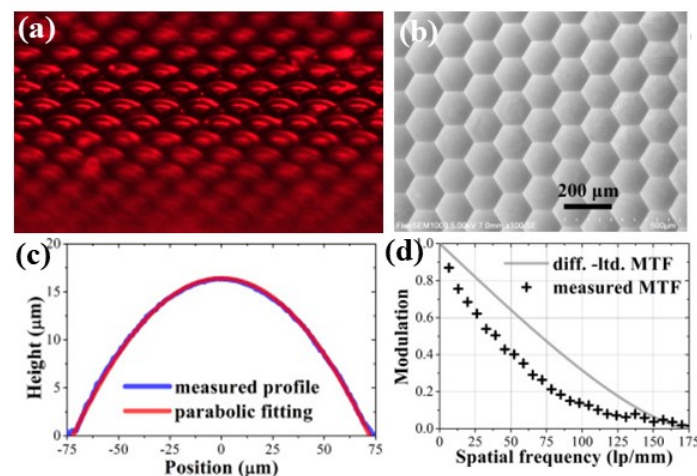 (a)
(b)
200 µm
500µm
(c)
20
15
10
5
0
Height (µm)
measured profile
parabolic fitting
-75 -50 -25 0 25 50 75
Position (µm)
(d)
1.0
0.8
0.6
0.4
0.2
0.0
Modulation
diff. -ltd. MTF
measured MTF
0 25 50 75 100 125 150 175
Spatial frequency (lp/mm)